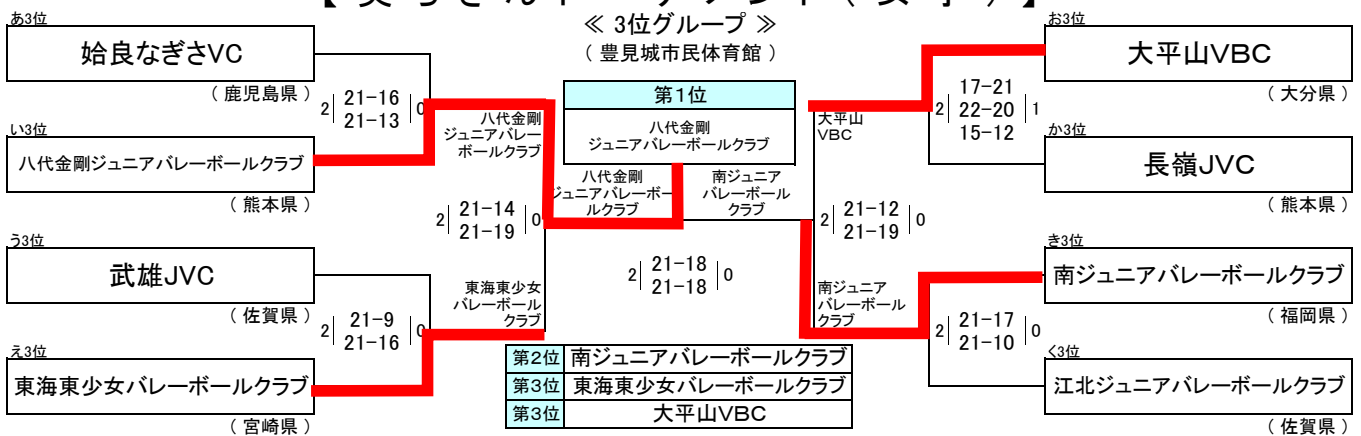 ≪ 3位グループ ≫
（ 豊見城市民体育館 ）
あ3位
姶良なぎさVC
（ 鹿児島県 ）
2 21-16 0
21-13
い3位
八代金剛ジュニアバレーボールクラブ
（ 熊本県 ）
う3位
武雄JVC
（ 佐賀県 ）
2 21-9 0
21-16
え3位
東海東少女バレーボールクラブ
（ 宮崎県 ）
八代金剛
ジュニアバレー
ボールクラブ
2 21-14 0
21-19
東海東少女
バレーボール
クラブ
第1位
八代金剛
ジュニアバレーボールクラブ
八代金剛
ジュニアバレーボー
ルクラブ
南ジュニア
バレーボール
クラブ
2 21-18 0
21-18
第2位 南ジュニアバレーボールクラブ
第3位 東海東少女バレーボールクラブ
第3位 大平山VBC
大平山
VBC
2 21-12 0
21-19
南ジュニア
バレーボール
クラブ
お3位
大平山VBC
（ 大分県 ）
17-21
2 22-20 1
15-12
か3位
長嶺JVC
（ 熊本県 ）
き3位
南ジュニアバレーボールクラブ
（ 福岡県 ）
2 21-17 0
21-10
く3位
江北ジュニアバレーボールクラブ
（ 佐賀県 ）